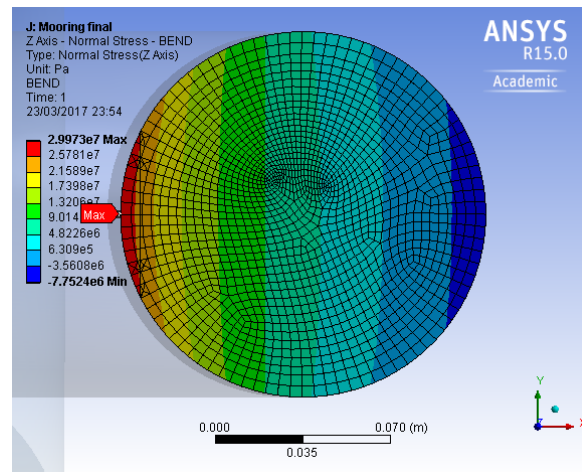 J: Mooring final
Z Axis - Normal Stress - BEND
Type: Normal Stress(Z Axis)
Unit: Pa
BEND
Time: 1
23/03/2017 23:54
2.9973e7 Max
2.5781e7
2.1589e7
1.7398e7
1.3206e7
9.014
4.8226e6
6.309e5
-3.5608e6
-7.7524e6 Min
Max
ANSYS
R15.0
Academic
0.000
0.070 (m)
0.035
Y
Z
X